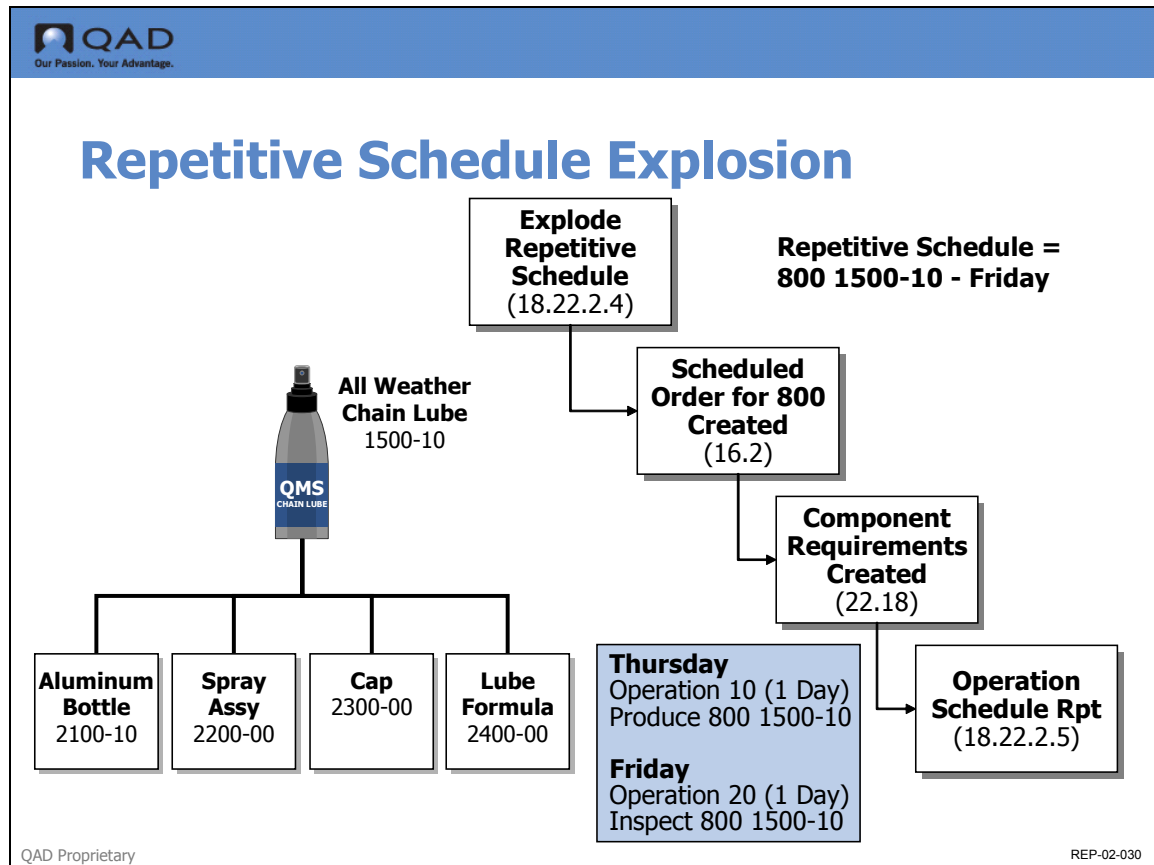 QAD
Our Passion. Your Advantage.
Repetitive Schedule Explosion
Explode
Repetitive
Schedule
(18.22.2.4)
Repetitive Schedule =
800 1500-10 - Friday
Scheduled
Order for 800
Created
(16.2)
All Weather
Chain Lube
1500-10
QMS
CHAIN LUBE
Component
Requirements
Created
(22.18)
Aluminum
Bottle
2100-10
Spray
Assy
2200-00
Cap
2300-00
Lube
Formula
2400-00
Thursday
Operation 10 (1 Day)
Produce 800 1500-10
Friday
Operation 20 (1 Day)
Inspect 800 1500-10
Operation
Schedule Rpt
(18.22.2.5)
QAD Proprietary
REP-02-030